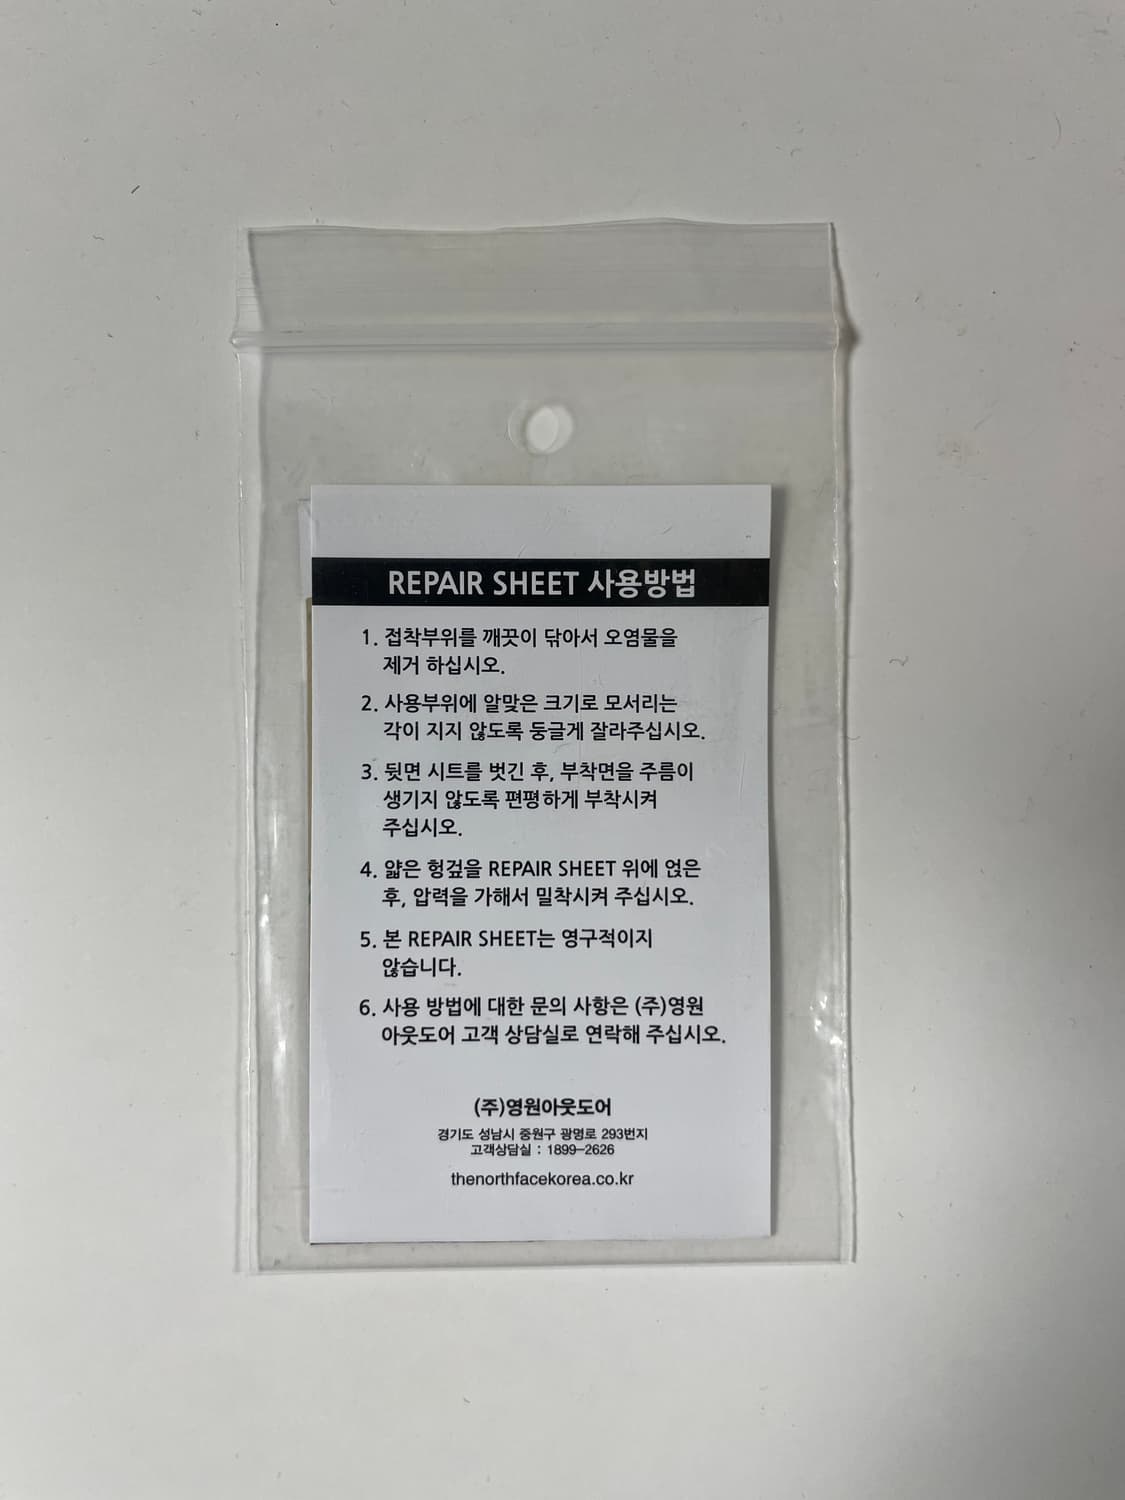 REPAIR SHEET 사용방법
1. 접착부위를 깨끗이 닦아서 오염물을
제거 하십시오.
2. 사용부위에 알맞은 크기로 모서리는
각이 지지 않도록 둥글게 잘라주십시오.
3. 뒷면 시트를 벗긴 후, 부착면을 주름이
생기지 않도록 편평하게 부착시켜
주십시오.
4. 얇은 헝겊을 REPAIR SHEET 위에 얹은
후, 압력을 가해서 밀착시켜 주십시오.
5. 본 REPAIR SHEET는 영구적이지
않습니다.
6. 사용 방법에 대한 문의 사항은 (주)영원
아웃도어 고객 상담실로 연락해 주십시오.
(주)영원아웃도어
경기도 성남시 중원구 광명로 293번지
고객상담실 : 1899-2626
thenorthfacekorea.co.kr